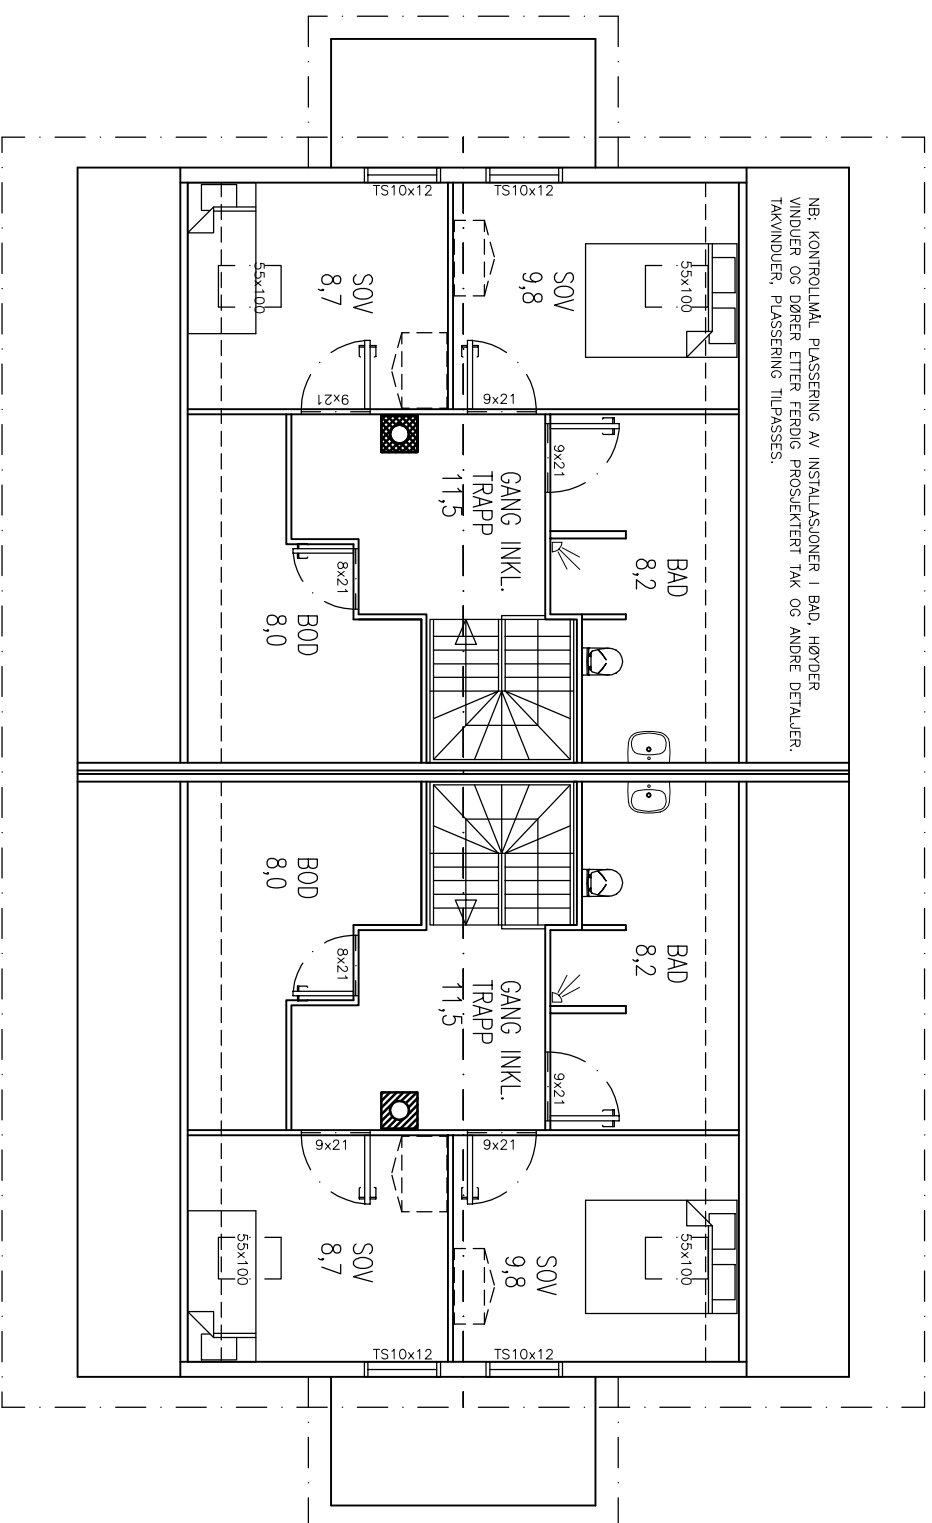 NB; KONTROLLMÅL PLASSERING AV INSTALLASJONER I BAD, HØYDER
VINDUER OG DØRER ETTER FERDIG PROSJEKTERT TAK OG ANDRE DETALJER.
TAKVINDUER, PLASSERING TILPASSES.
TS10x12
TS10x12
55x100
55x100
SOV
9,8
SOV
8,7
9x21
9x21
9x21
GANG INKL.
TRAPP
11,5
BAD
8,2
8x21
BOD
8,0
BOD
8,0
BAD
8,2
8x21
GANG INKL.
TRAPP
11,5
9x21
9x21
9x21
SOV
9,8
SOV
8,7
55x100
55x100
TS10x12
TS10x12